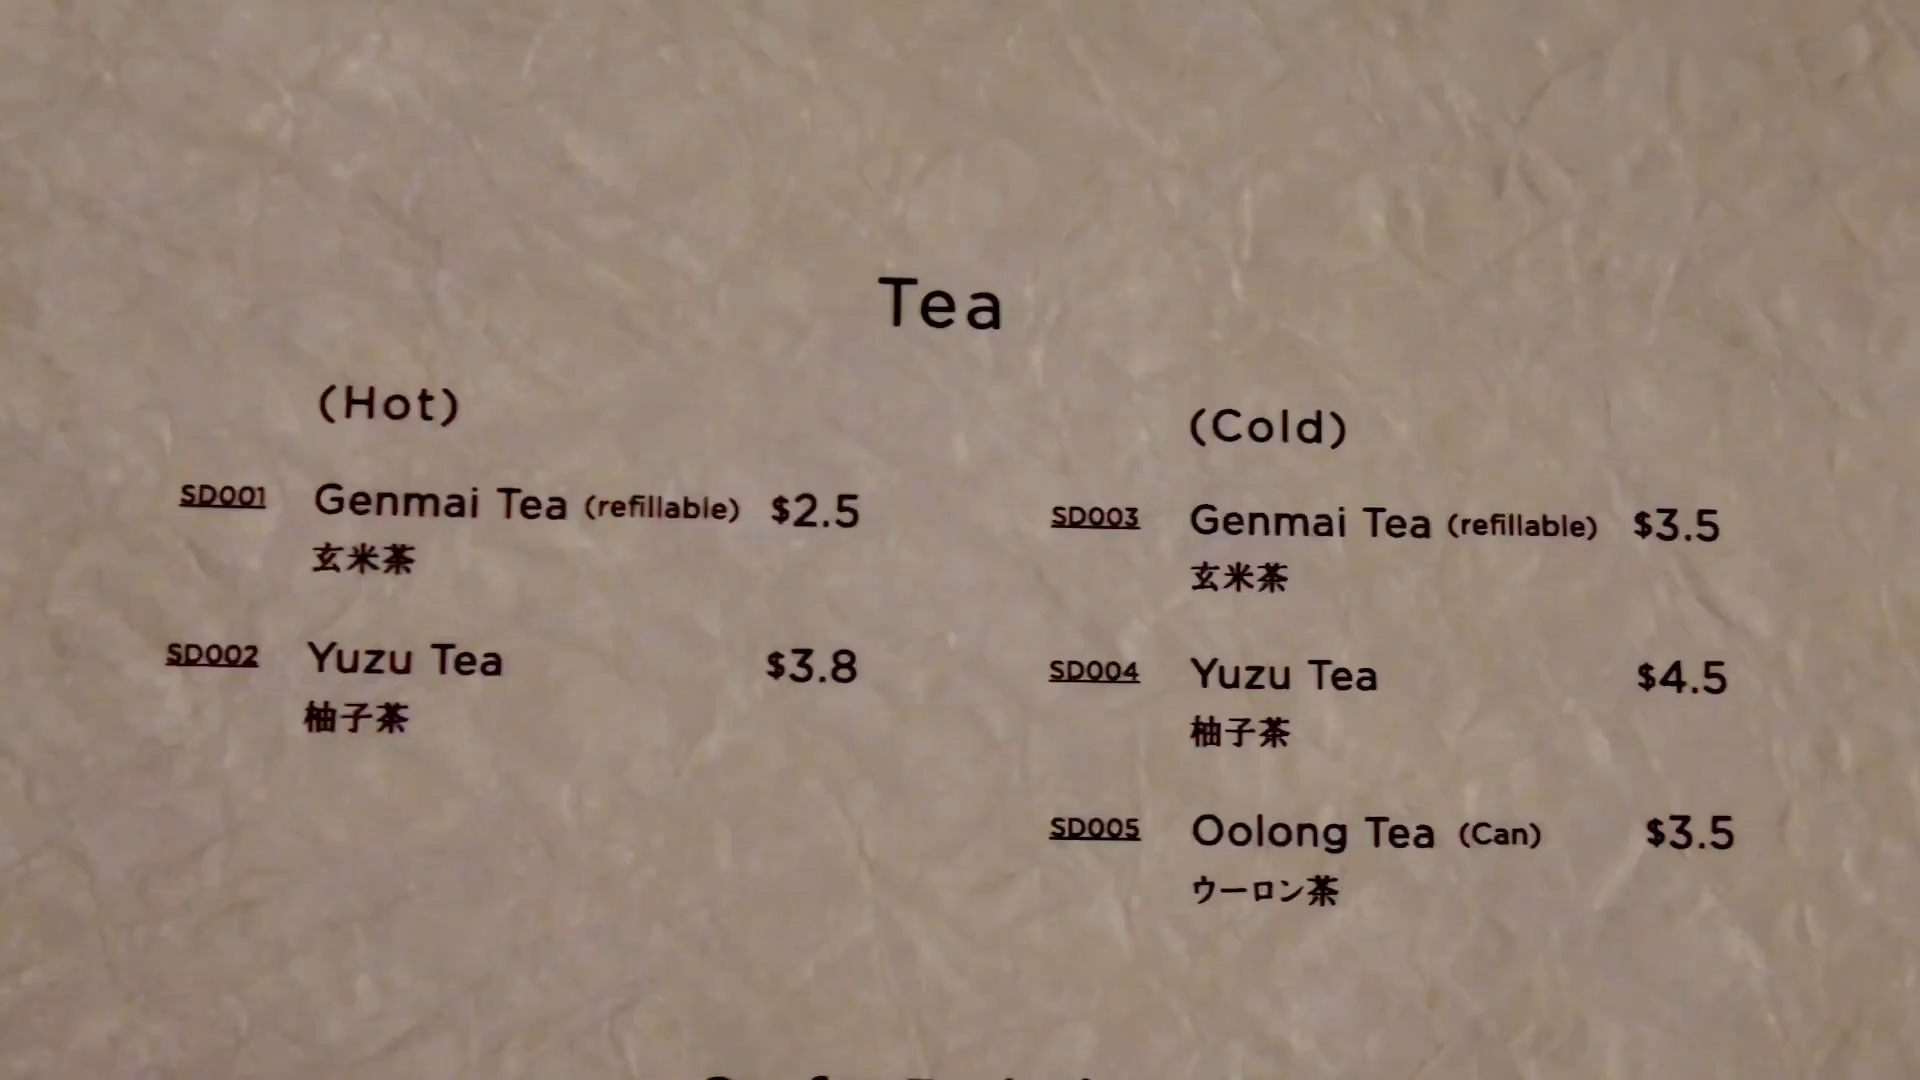 Tea
(Hot)
SD001 Genmai Tea (refillable) $2.5
玄米茶
SD002 Yuzu Tea $3.8
柚子茶
(Cold)
SD003 Genmai Tea (refillable) $3.5
玄米茶
SD004 Yuzu Tea $4.5
柚子茶
SD005 Oolong Tea (Can) $3.5
ウーロン茶